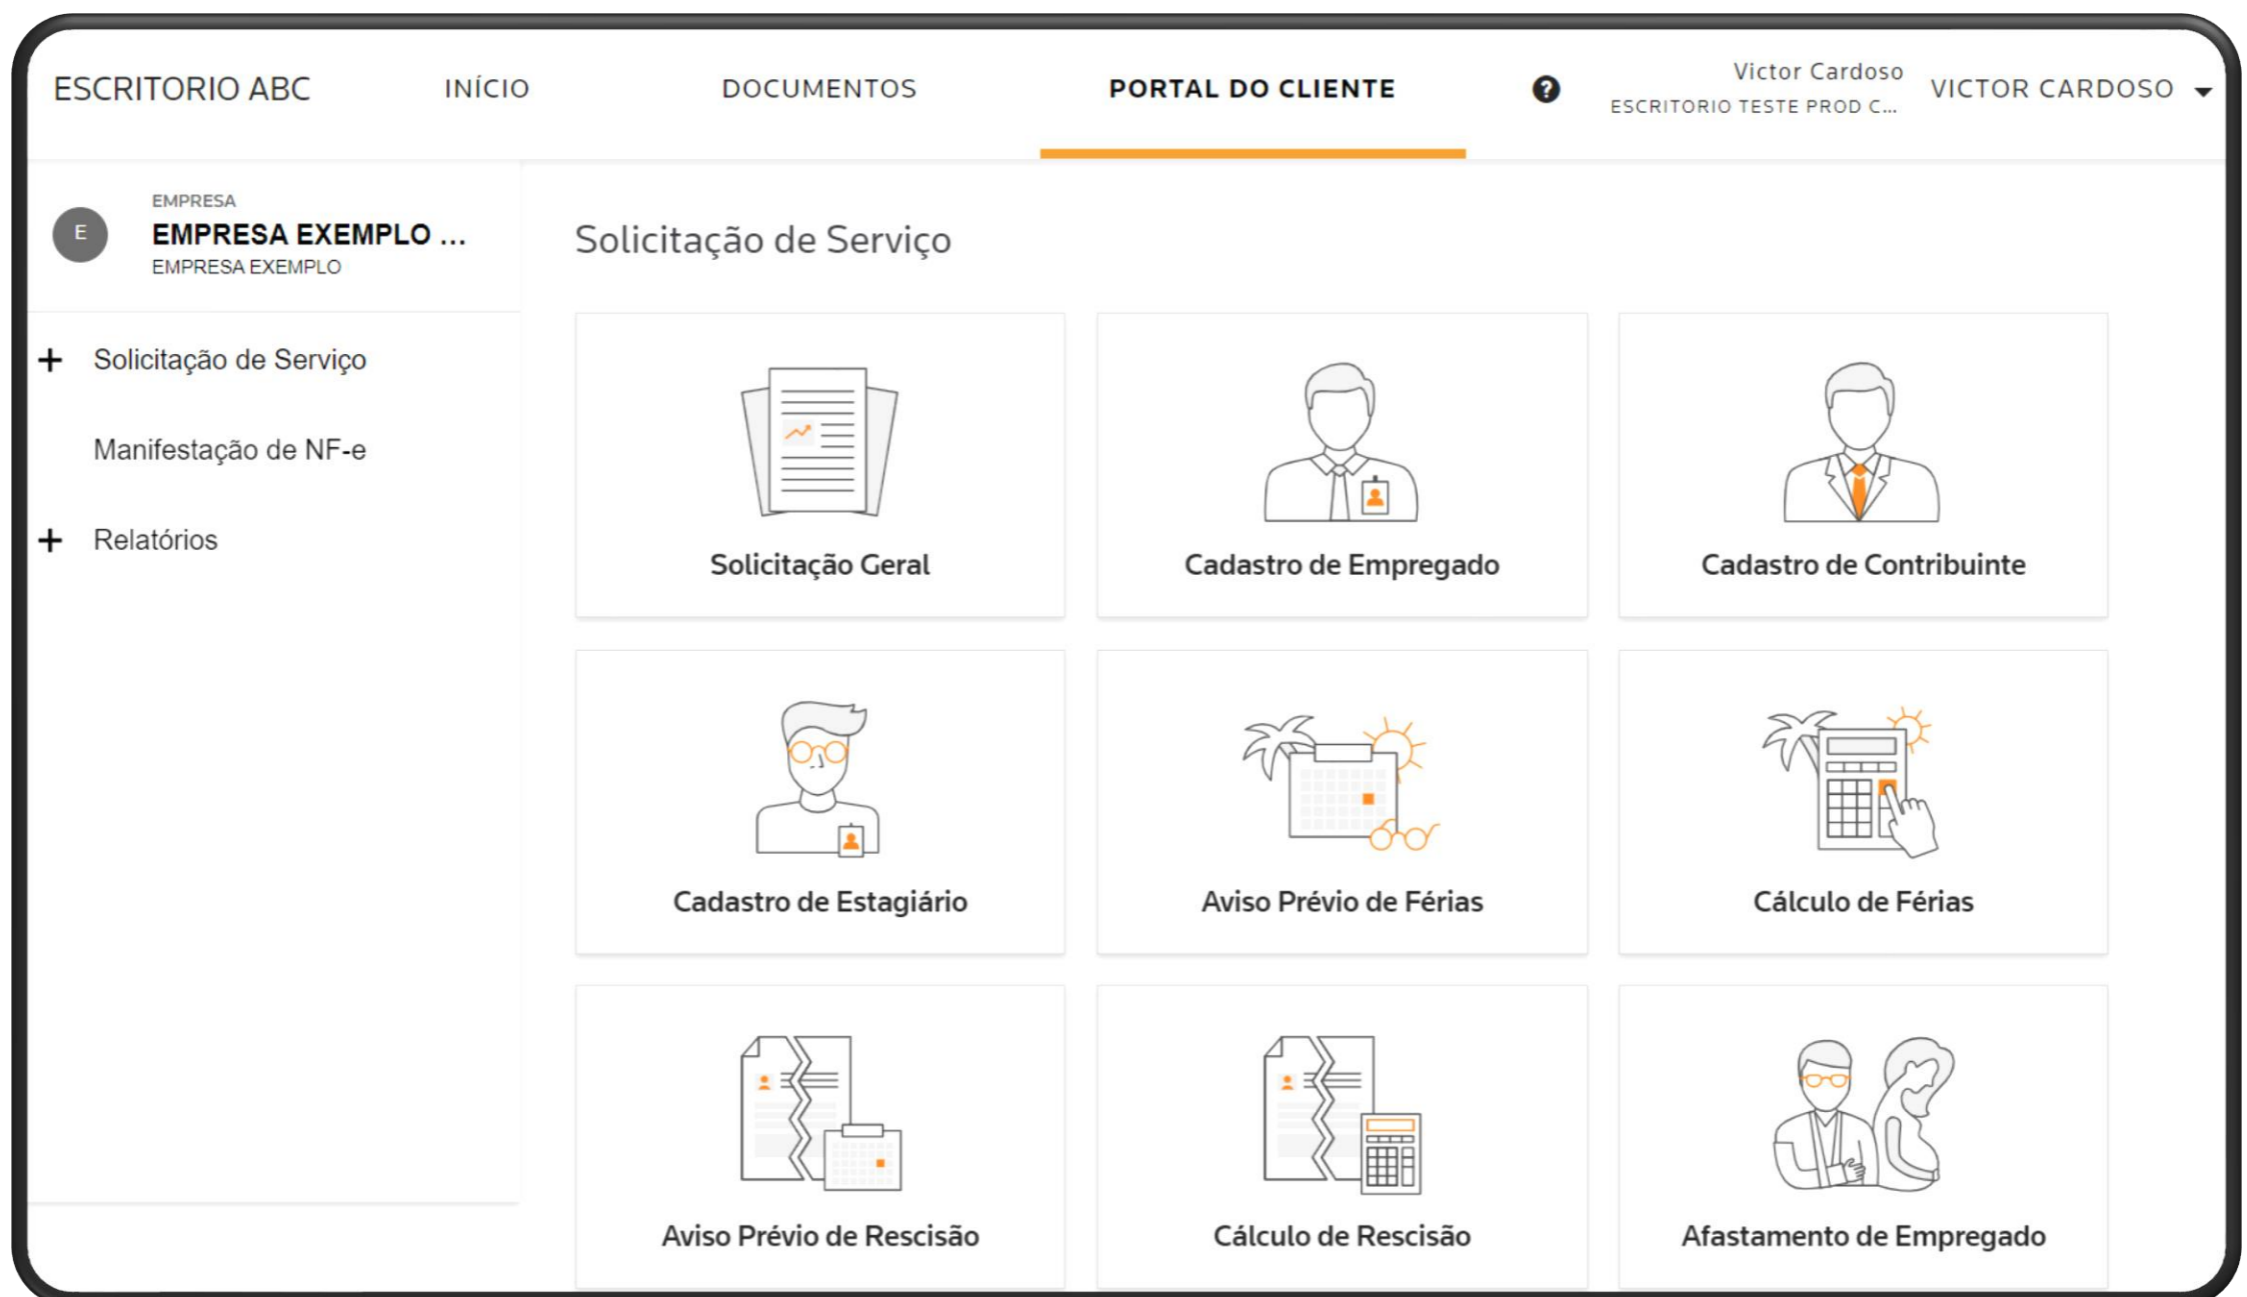 ESCRITORIO ABC
INÍCIO
DOCUMENTOS
PORTAL DO CLIENTE
?
Victor Cardoso
ESCRITORIO TESTE PROD C...
VICTOR CARDOSO
E
EMPRESA
EMPRESA EXEMPLO ...
EMPRESA EXEMPLO
+ Solicitação de Serviço
Manifestação de NF-e
+ Relatórios
Solicitação de Serviço
Solicitação Geral
Cadastro de Empregado
Cadastro de Contribuinte
Cadastro de Estagiário
Aviso Prévio de Férias
Cálculo de Férias
Aviso Prévio de Rescisão
Cálculo de Rescisão
Afastamento de Empregado